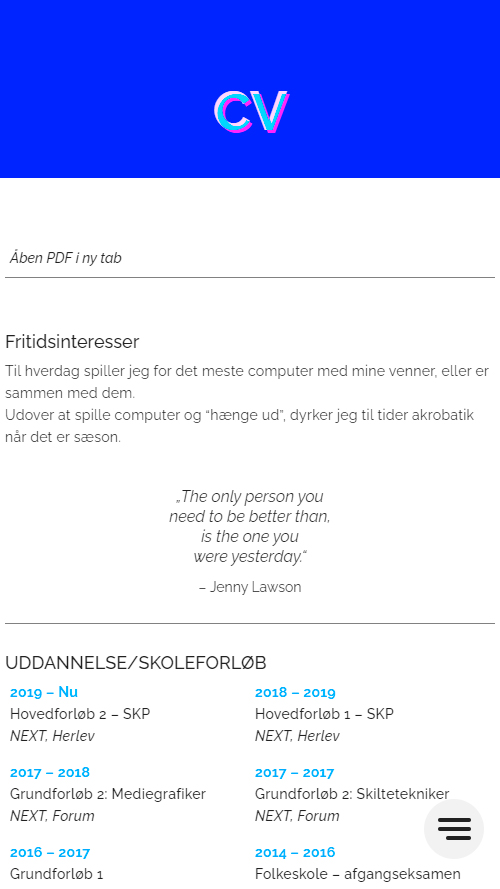 CV
Åben PDF i ny tab
Fritidsinteresser
Til hverdag spiller jeg for det meste computer med mine venner, eller er
sammen med dem.
Udover at spille computer og “hænge ud”, dyrker jeg til tider akrobatik
når det er sæson.
„The only person you
need to be better than,
is the one you
were yesterday.“
– Jenny Lawson
UDDANNELSE/SKOLEFORLØB
2019 – Nu
Hovedforløb 2 – SKP
NEXT, Herlev
2018 – 2019
Hovedforløb 1 – SKP
NEXT, Herlev
2017 – 2018
Grundforløb 2: Mediegrafiker
NEXT, Forum
2017 – 2017
Grundforløb 2: Skiltetekniker
NEXT, Forum
2016 – 2017
Grundforløb 1
2014 – 2016
Folkeskole – afgangseksamen